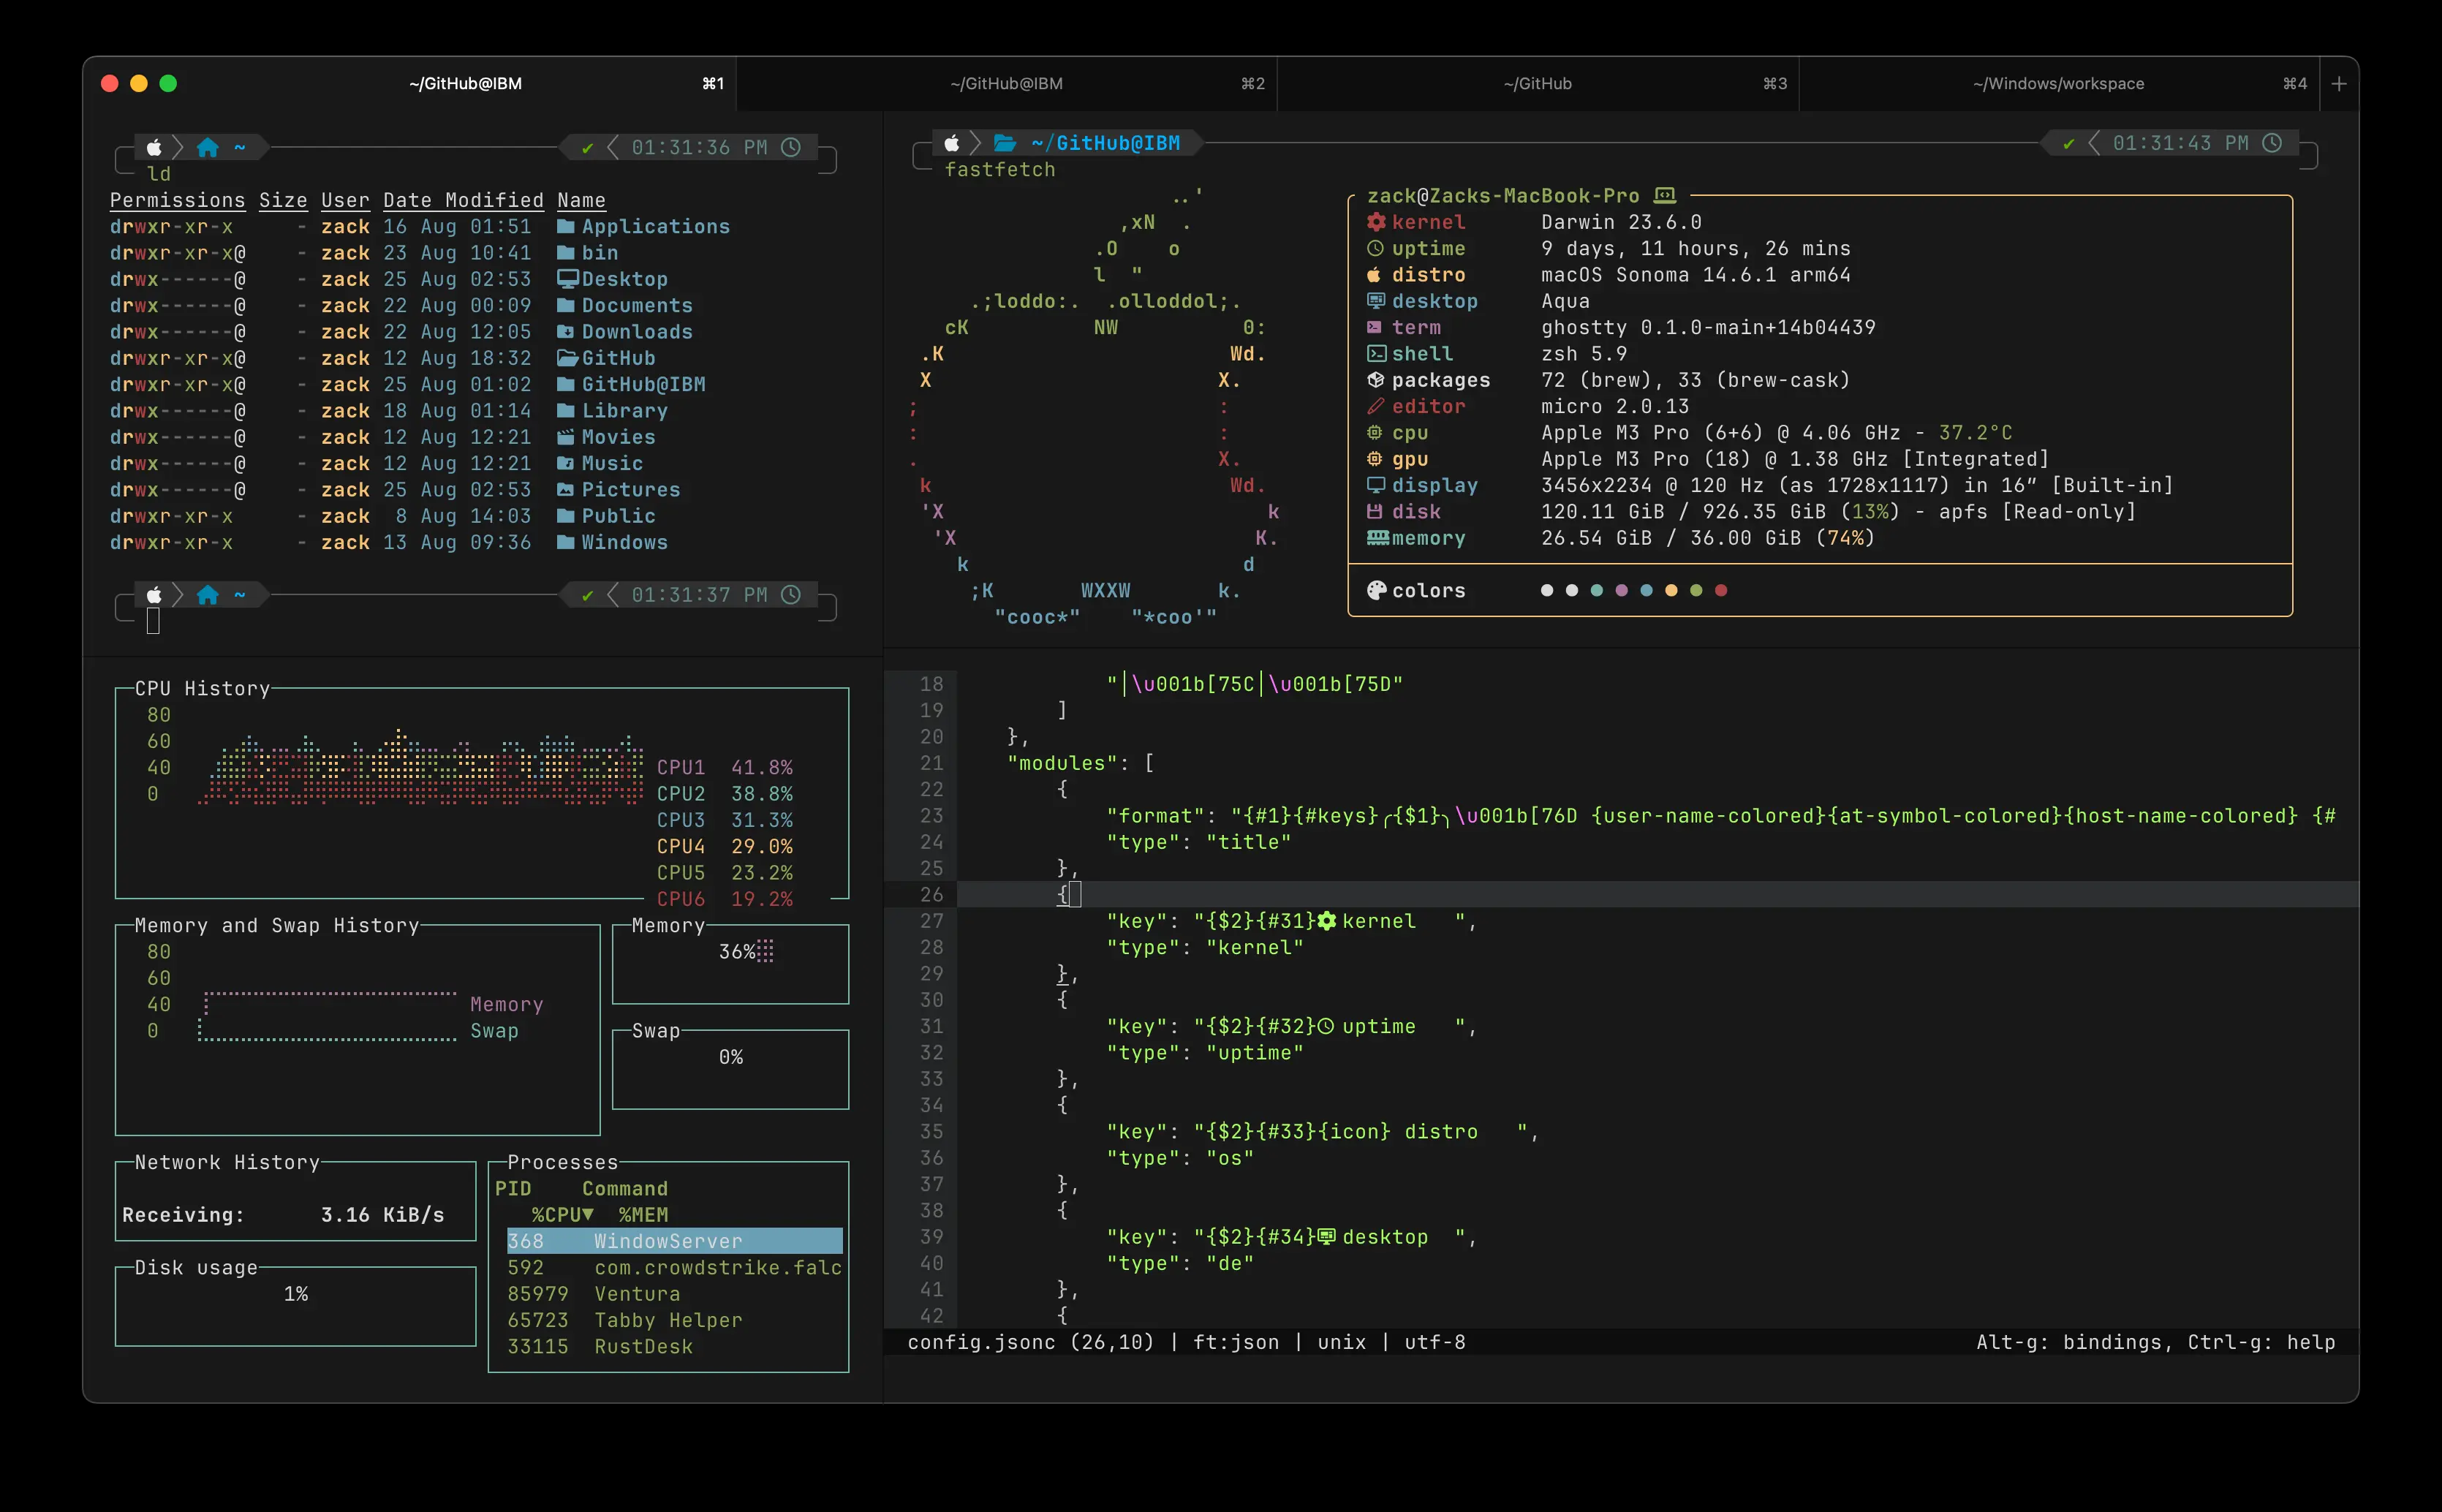 ~/GitHub@IBM ⌘1 ~/GitHub@IBM ⌘2 ~/GitHub ⌘3 ~/Windows/workspace ⌘4 +
~ ✔ 01:31:36 PM
ld
Permissions Size User Date Modified Name
drwxr-xr-x - zack 16 Aug 01:51 Applications
drwxr-xr-x@ - zack 23 Aug 10:41 bin
drwx------@ - zack 25 Aug 02:53 Desktop
drwx------@ - zack 22 Aug 00:09 Documents
drwx------@ - zack 22 Aug 12:05 Downloads
drwxr-xr-x@ - zack 12 Aug 18:32 GitHub
drwxr-xr-x@ - zack 25 Aug 01:02 GitHub@IBM
drwx------@ - zack 18 Aug 01:14 Library
drwx------@ - zack 12 Aug 12:21 Movies
drwx------@ - zack 12 Aug 12:21 Music
drwx------@ - zack 25 Aug 02:53 Pictures
drwxr-xr-x - zack 8 Aug 14:03 Public
drwxr-xr-x - zack 13 Aug 09:36 Windows
~ ✔ 01:31:37 PM
~/GitHub@IBM ✔ 01:31:43 PM
fastfetch
..'
,xN .
.O o
l "
.;loddo:. .olloddol;.
cK NW 0:
.K Wd.
X X.
; :
: :
. X.
k Wd.
'X k
'X K.
k d
;K WXXW k.
"cooc*" "*coo'"
zack@Zacks-MacBook-Pro
kernel Darwin 23.6.0
uptime 9 days, 11 hours, 26 mins
distro macOS Sonoma 14.6.1 arm64
desktop Aqua
term ghostty 0.1.0-main+14b04439
shell zsh 5.9
packages 72 (brew), 33 (brew-cask)
editor micro 2.0.13
cpu Apple M3 Pro (6+6) @ 4.06 GHz - 37.2°C
gpu Apple M3 Pro (18) @ 1.38 GHz [Integrated]
display 3456x2234 @ 120 Hz (as 1728x1117) in 16″ [Built-in]
disk 120.11 GiB / 926.35 GiB (13%) - apfs [Read-only]
memory 26.54 GiB / 36.00 GiB (74%)
colors
CPU History
80
60
40
0
CPU1 41.8%
CPU2 38.8%
CPU3 31.3%
CPU4 29.0%
CPU5 23.2%
CPU6 19.2%
Memory and Swap History
80
60
40
0
Memory
Swap
Memory
36%
Swap
0%
Network History
Receiving: 3.16 KiB/s
Disk usage
1%
Processes
PID Command
%CPU▼ %MEM
368 WindowServer
592 com.crowdstrike.falc
85979 Ventura
65723 Tabby Helper
33115 RustDesk
18 "│\u001b[75C│\u001b[75D"
19 ]
20 },
21 "modules": [
22 {
23 "format": "{#1}{#keys}╭{$1}╮\u001b[76D {user-name-colored}{at-symbol-colored}{host-name-colored} {#
24 "type": "title"
25 },
26 {
27 "key": "{$2}{#31} kernel ",
28 "type": "kernel"
29 },
30 {
31 "key": "{$2}{#32} uptime ",
32 "type": "uptime"
33 },
34 {
35 "key": "{$2}{#33}{icon} distro ",
36 "type": "os"
37 },
38 {
39 "key": "{$2}{#34} desktop ",
40 "type": "de"
41 },
42 {
config.jsonc (26,10) | ft:json | unix | utf-8 Alt-g: bindings, Ctrl-g: help